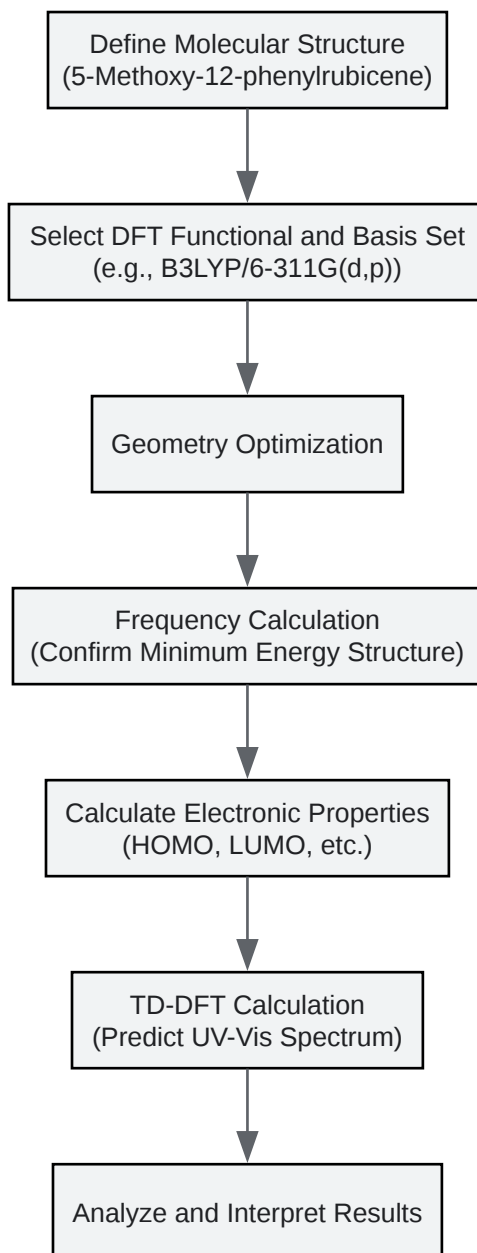 Define Molecular Structure
(5-Methoxy-12-phenylrubicene)
Select DFT Functional and Basis Set
(e.g., B3LYP/6-311G(d,p))
Geometry Optimization
Frequency Calculation
(Confirm Minimum Energy Structure)
Calculate Electronic Properties
(HOMO, LUMO, etc.)
TD-DFT Calculation
(Predict UV-Vis Spectrum)
Analyze and Interpret Results